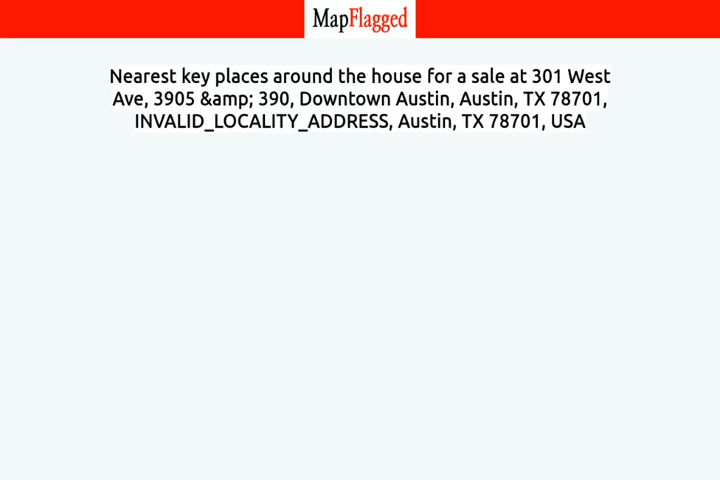 MapFlagged
Nearest key places around the house for a sale at 301 West
Ave, 3905 &amp; 390, Downtown Austin, Austin, TX 78701,
INVALID_LOCALITY_ADDRESS, Austin, TX 78701, USA